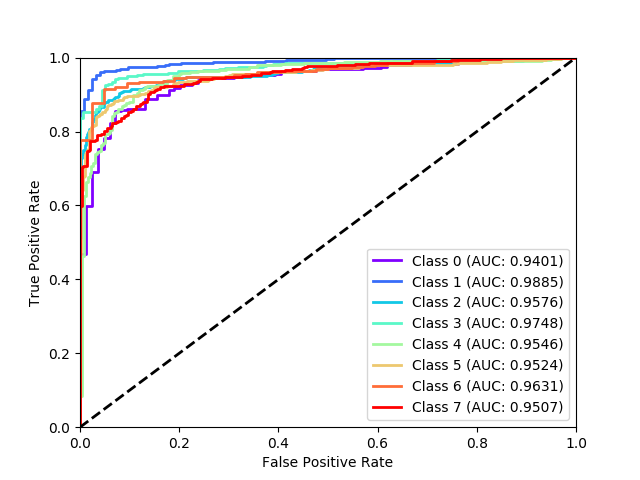 1.0
0.8
0.6
0.4
0.2
0.0
True Positive Rate
Class 0 (AUC: 0.9401)
Class 1 (AUC: 0.9885)
Class 2 (AUC: 0.9576)
Class 3 (AUC: 0.9748)
Class 4 (AUC: 0.9546)
Class 5 (AUC: 0.9524)
Class 6 (AUC: 0.9631)
Class 7 (AUC: 0.9507)
0.0 0.2 0.4 0.6 0.8 1.0
False Positive Rate